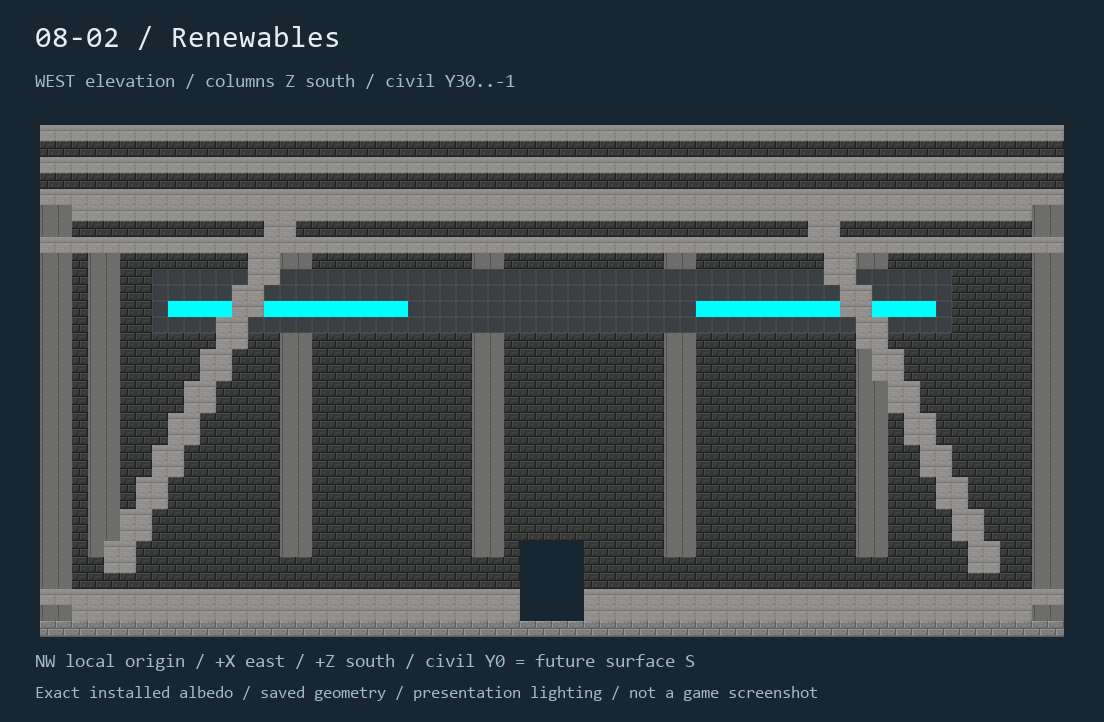 08-02 / Renewables
WEST elevation / columns Z south / civil Y30..-1
NW local origin / +X east / +Z south / civil Y0 = future surface S
Exact installed albedo / saved geometry / presentation lighting / not a game screenshot